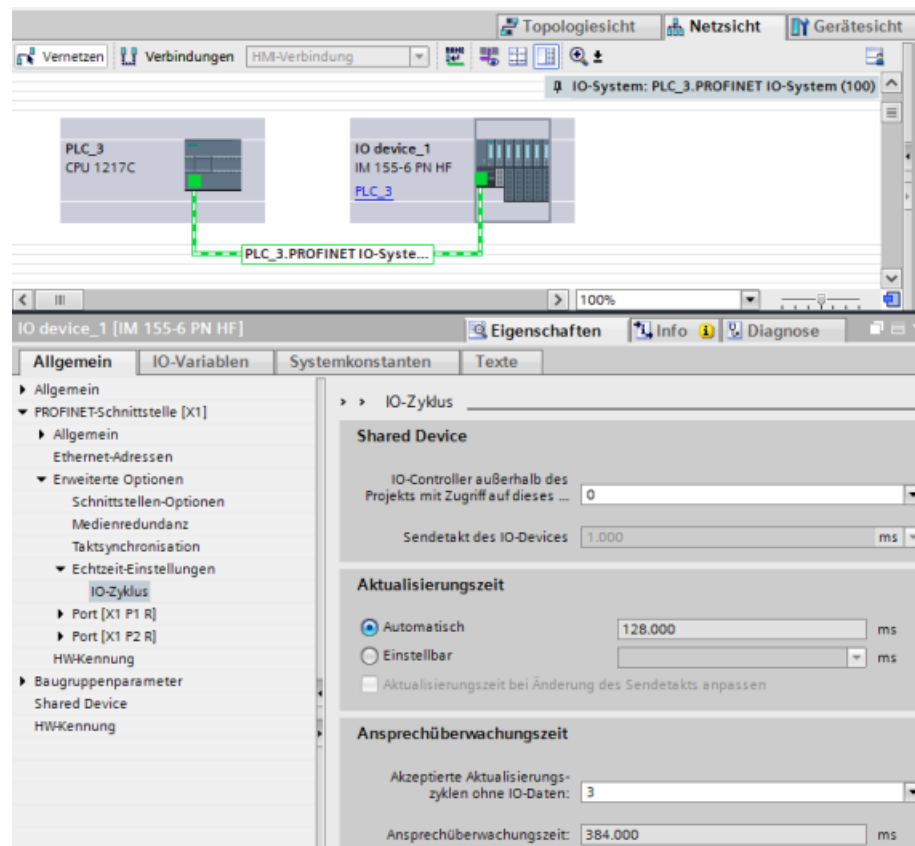 Topologiesicht Netzsicht Gerätesicht
Vernetzen Verbindungen HMI-Verbindung
IO-System: PLC_3.PROFINET IO-System (100)
PLC_3
CPU 1217C
IO device_1
IM 155-6 PN HF
PLC_3
PLC_3.PROFINET IO-Syste...
100%
IO device_1 [IM 155-6 PN HF]
Eigenschaften Info Diagnose
Allgemein IO-Variablen Systemkonstanten Texte
Allgemein
PROFINET-Schnittstelle [X1]
Allgemein
Ethernet-Adressen
Erweiterte Optionen
Schnittstellen-Optionen
Medienredundanz
Taktsynchronisation
Echtzeit-Einstellungen
IO-Zyklus
Port [X1 P1 R]
Port [X1 P2 R]
HW-Kennung
Baugruppenparameter
Shared Device
HW-Kennung
> > IO-Zyklus
Shared Device
IO-Controller außerhalb des
Projekts mit Zugriff auf dieses ... 0
Sendetakt des IO-Devices 1.000 ms
Aktualisierungszeit
Automatisch 128.000 ms
Einstellbar ms
Aktualisierungszeit bei Änderung des Sendetakts anpassen
Ansprechüberwachungszeit
Akzeptierte Aktualisierungs-
zyklen ohne IO-Daten: 3
Ansprechüberwachungszeit: 384.000 ms